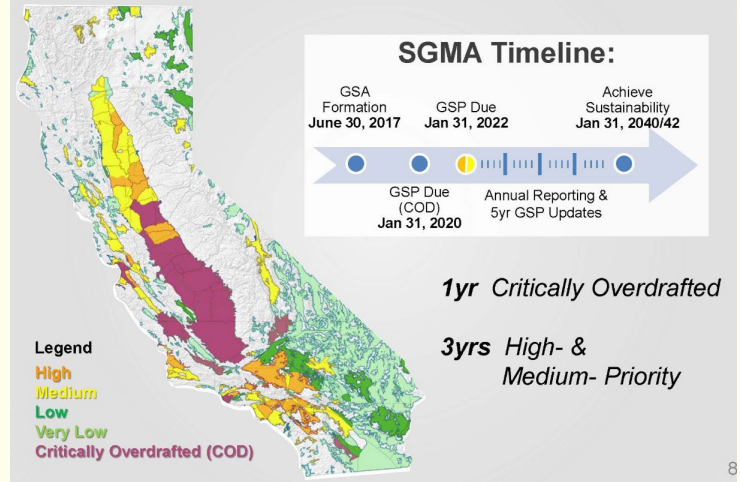 SGMA Timeline:
GSA
Formation
June 30, 2017
GSP Due
Jan 31, 2022
Achieve
Sustainability
Jan 31, 2040/42
GSP Due
(COD)
Jan 31, 2020
Annual Reporting &
5yr GSP Updates
1yr Critically Overdrafted
3yrs High- &
Medium- Priority
Legend
High
Medium
Low
Very Low
Critically Overdrafted (COD)
8